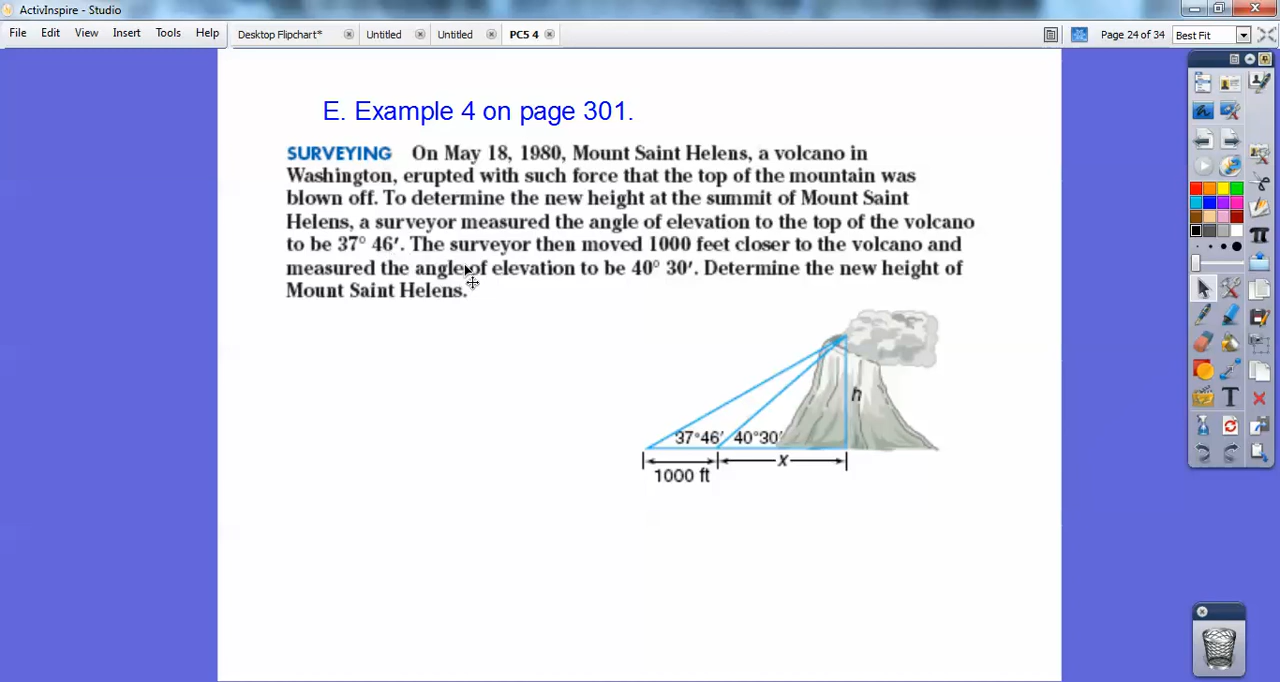 ActivInspire - Studio
File Edit View Insert Tools Help
Desktop Flipchart* Untitled Untitled PC5 4
Page 24 of 34 Best Fit
E. Example 4 on page 301.
SURVEYING On May 18, 1980, Mount Saint Helens, a volcano in
Washington, erupted with such force that the top of the mountain was
blown off. To determine the new height at the summit of Mount Saint
Helens, a surveyor measured the angle of elevation to the top of the volcano
to be 37° 46′. The surveyor then moved 1000 feet closer to the volcano and
measured the angle of elevation to be 40° 30′. Determine the new height of
Mount Saint Helens.
h
37°46′ 40°30′
x
1000 ft